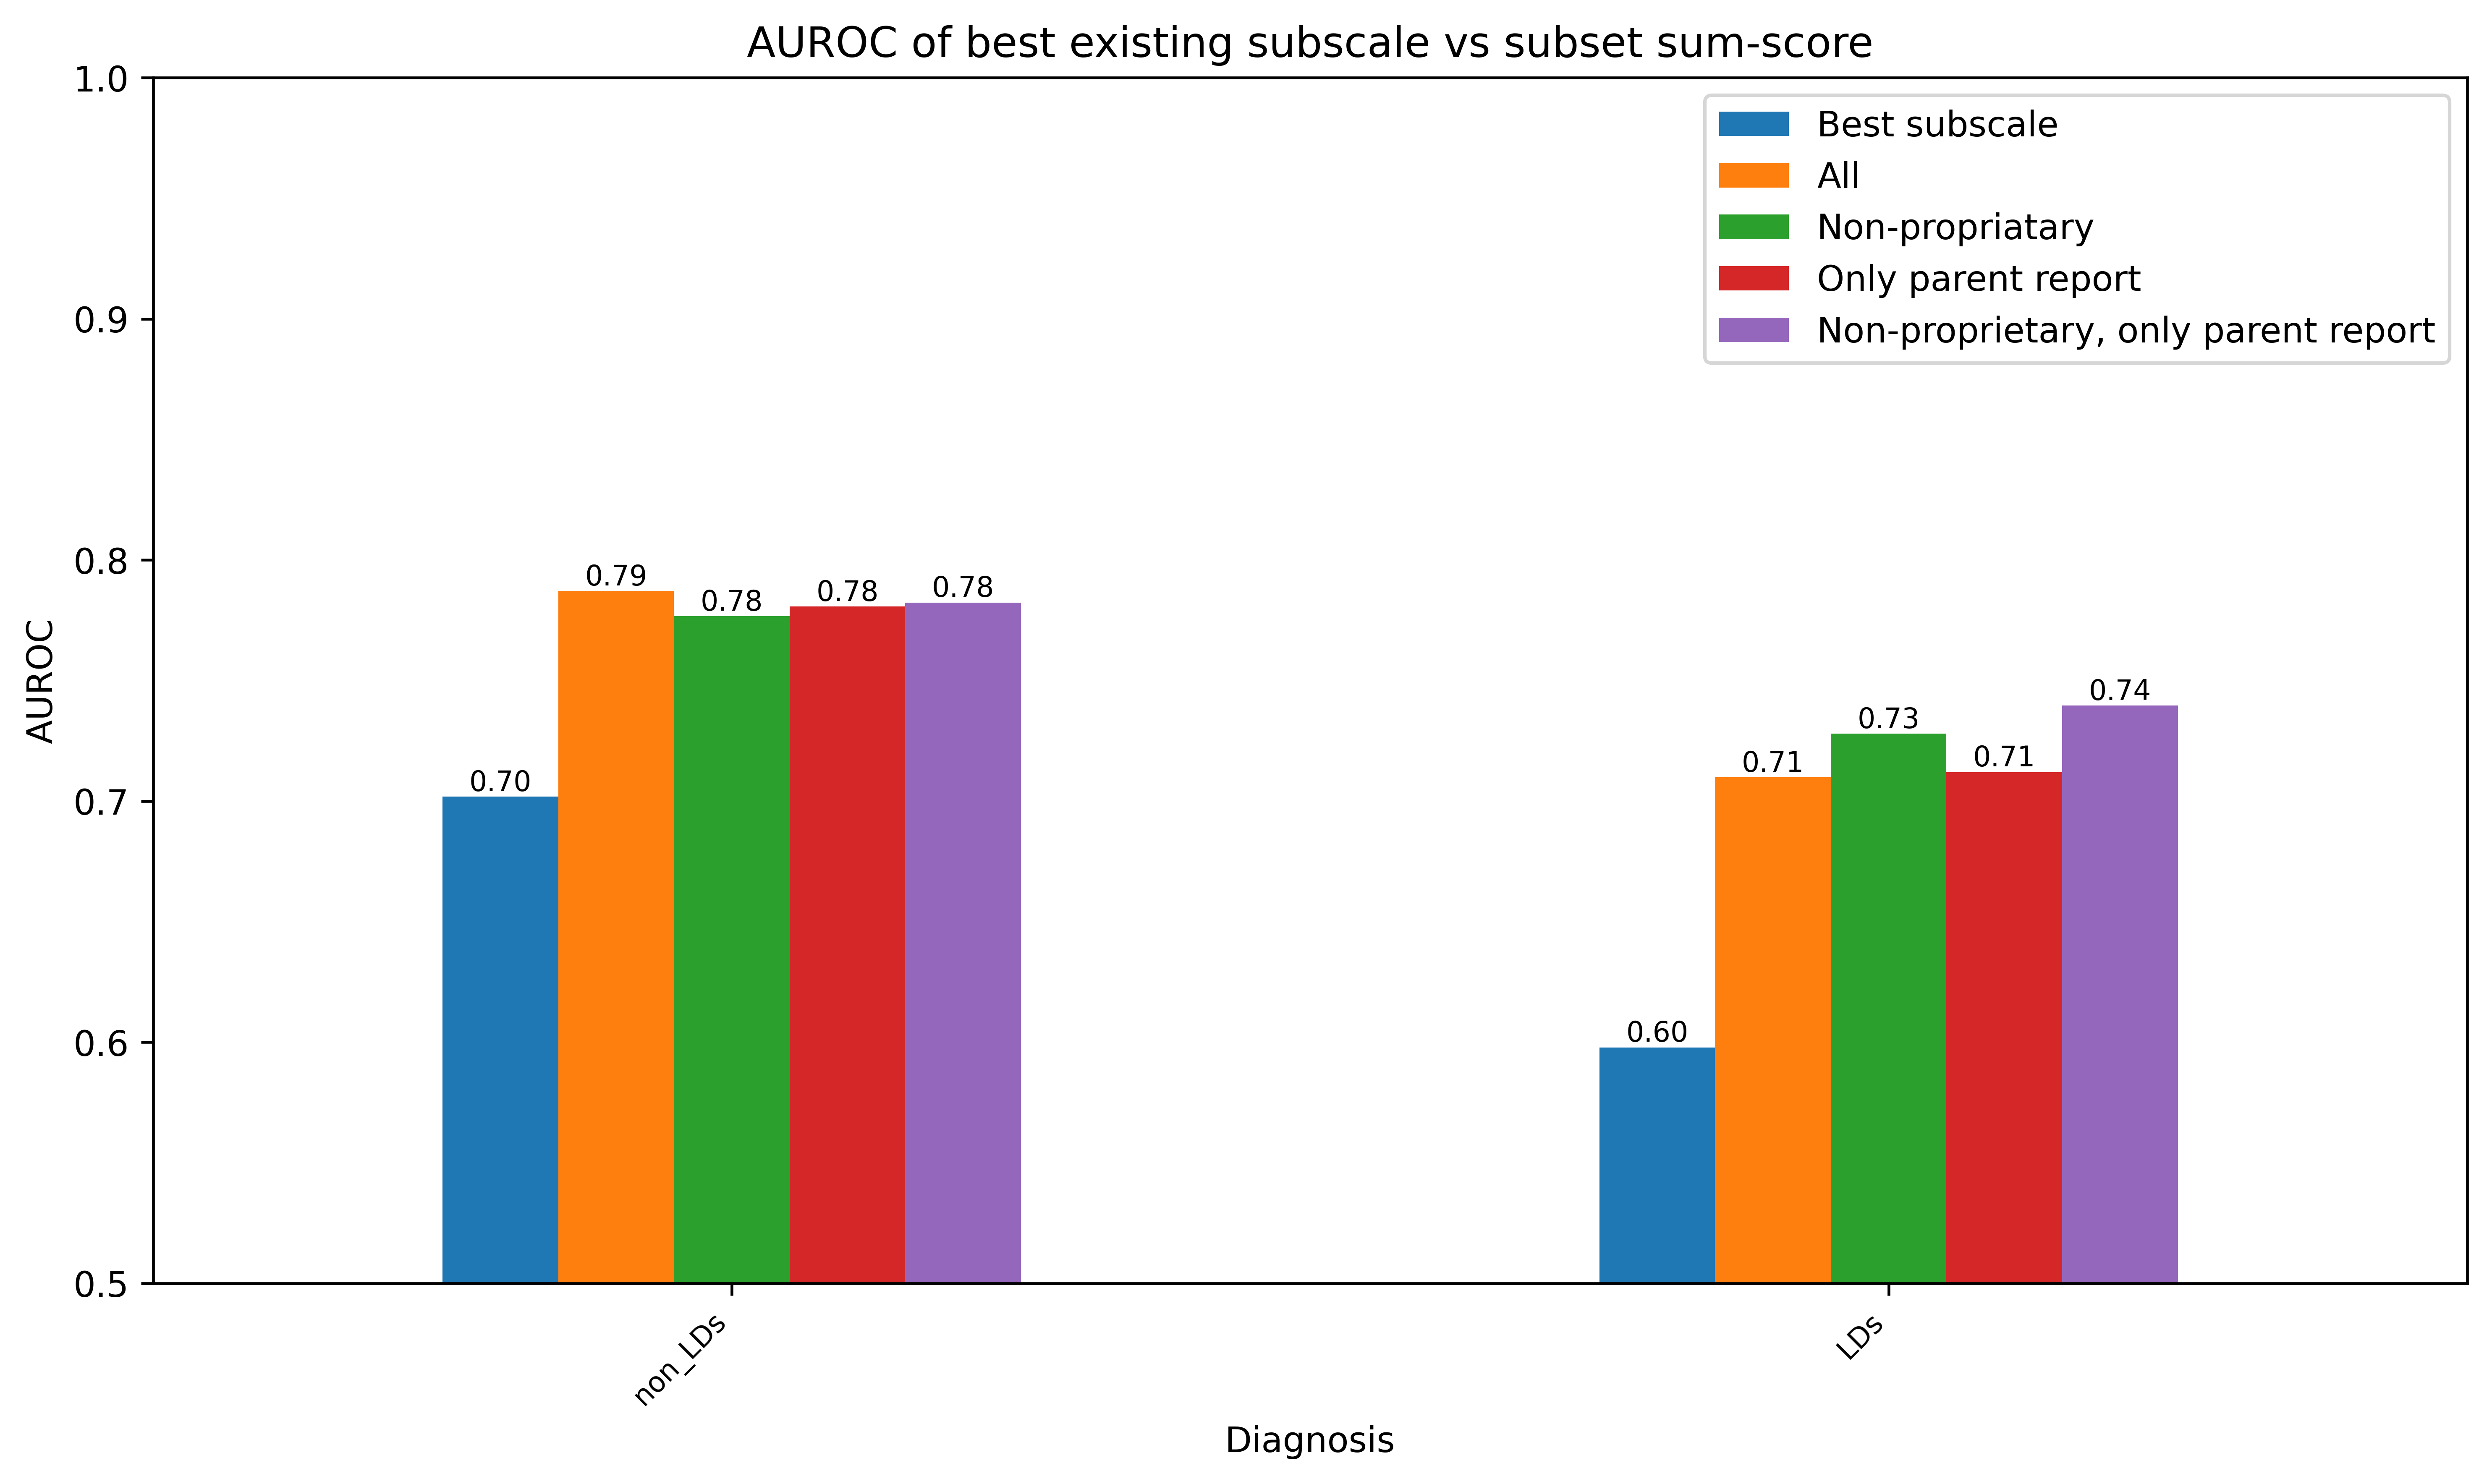 AUROC of best existing subscale vs subset sum-score
1.0
0.9
0.8
0.7
0.6
0.5
AUROC
Best subscale
All
Non-propriatary
Only parent report
Non-proprietary, only parent report
0.70
0.79
0.78
0.78
0.78
0.60
0.71
0.73
0.71
0.74
non_LDs
LDs
Diagnosis